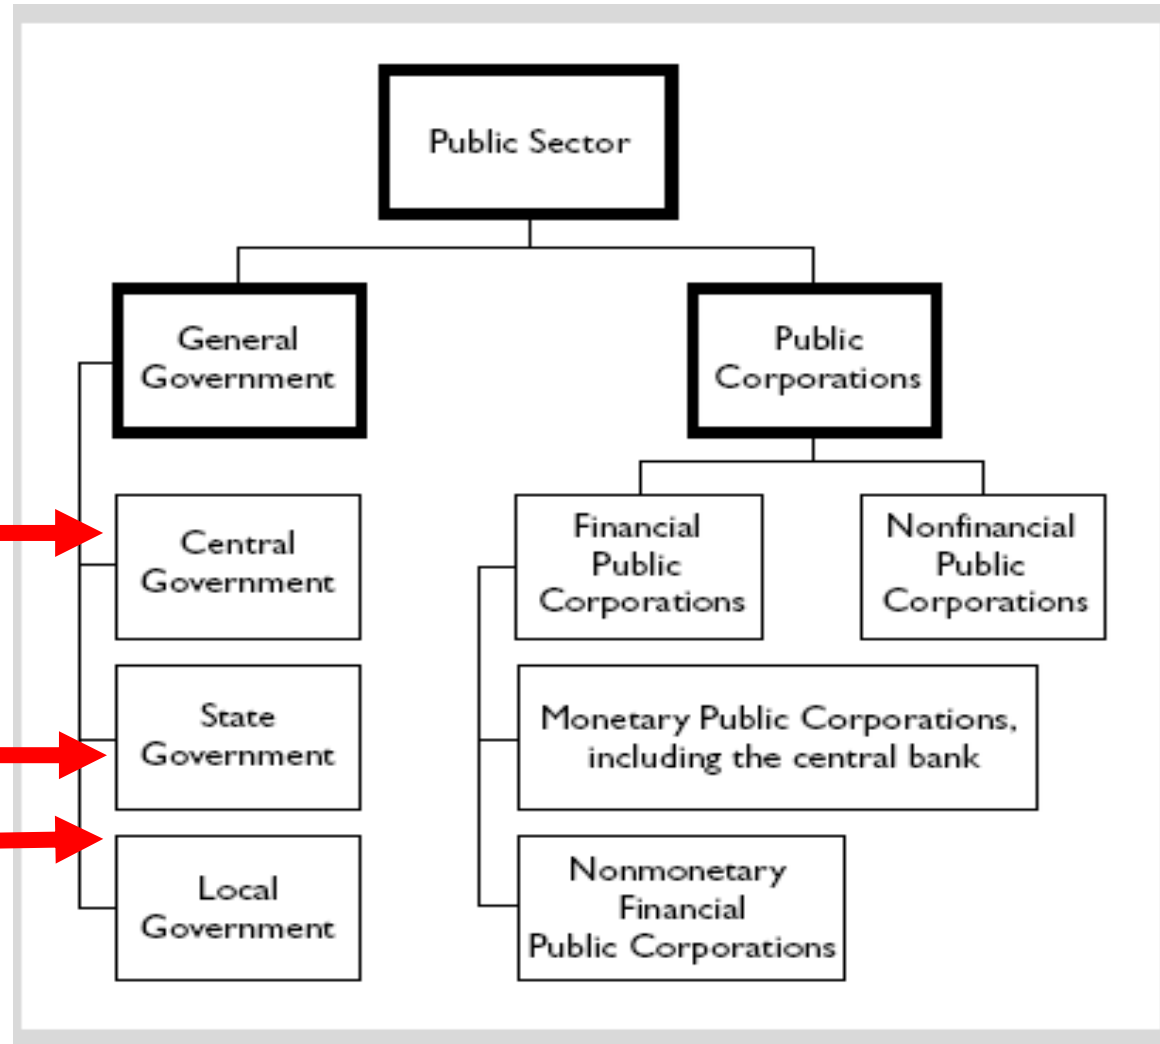 Public Sector
General
Government
Public
Corporations
Central
Government
Financial
Public
Corporations
Nonfinancial
Public
Corporations
State
Government
Monetary Public Corporations,
including the central bank
Local
Government
Nonmonetary
Financial
Public Corporations